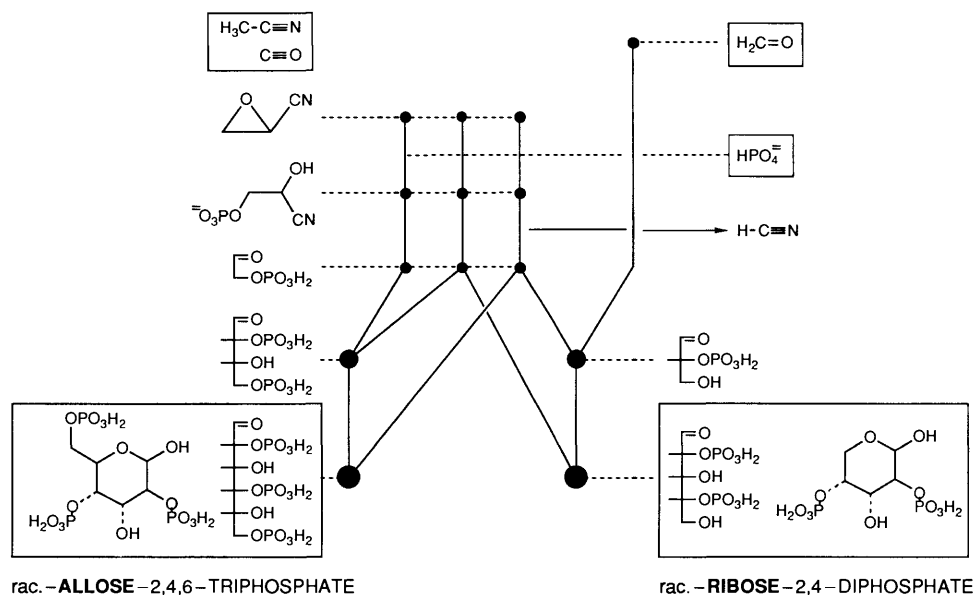 H₃C-C≡N
C≡O
H₂C=O
O
CN
HPO₄⁼
OH
⁼O₃PO
CN
H-C≡N
O
OPO₃H₂
O
OPO₃H₂
OH
OPO₃H₂
O
OPO₃H₂
OH
OPO₃H₂
O
OH
H₂O₃P
O
O
PO₃H₂
OH
O
OPO₃H₂
OH
OPO₃H₂
OH
OPO₃H₂
O
OPO₃H₂
OH
OPO₃H₂
OH
O
OH
O
H₂O₃P
O
PO₃H₂
OH
rac.-ALLOSE-2,4,6-TRIPHOSPHATE
rac.-RIBOSE-2,4-DIPHOSPHATE